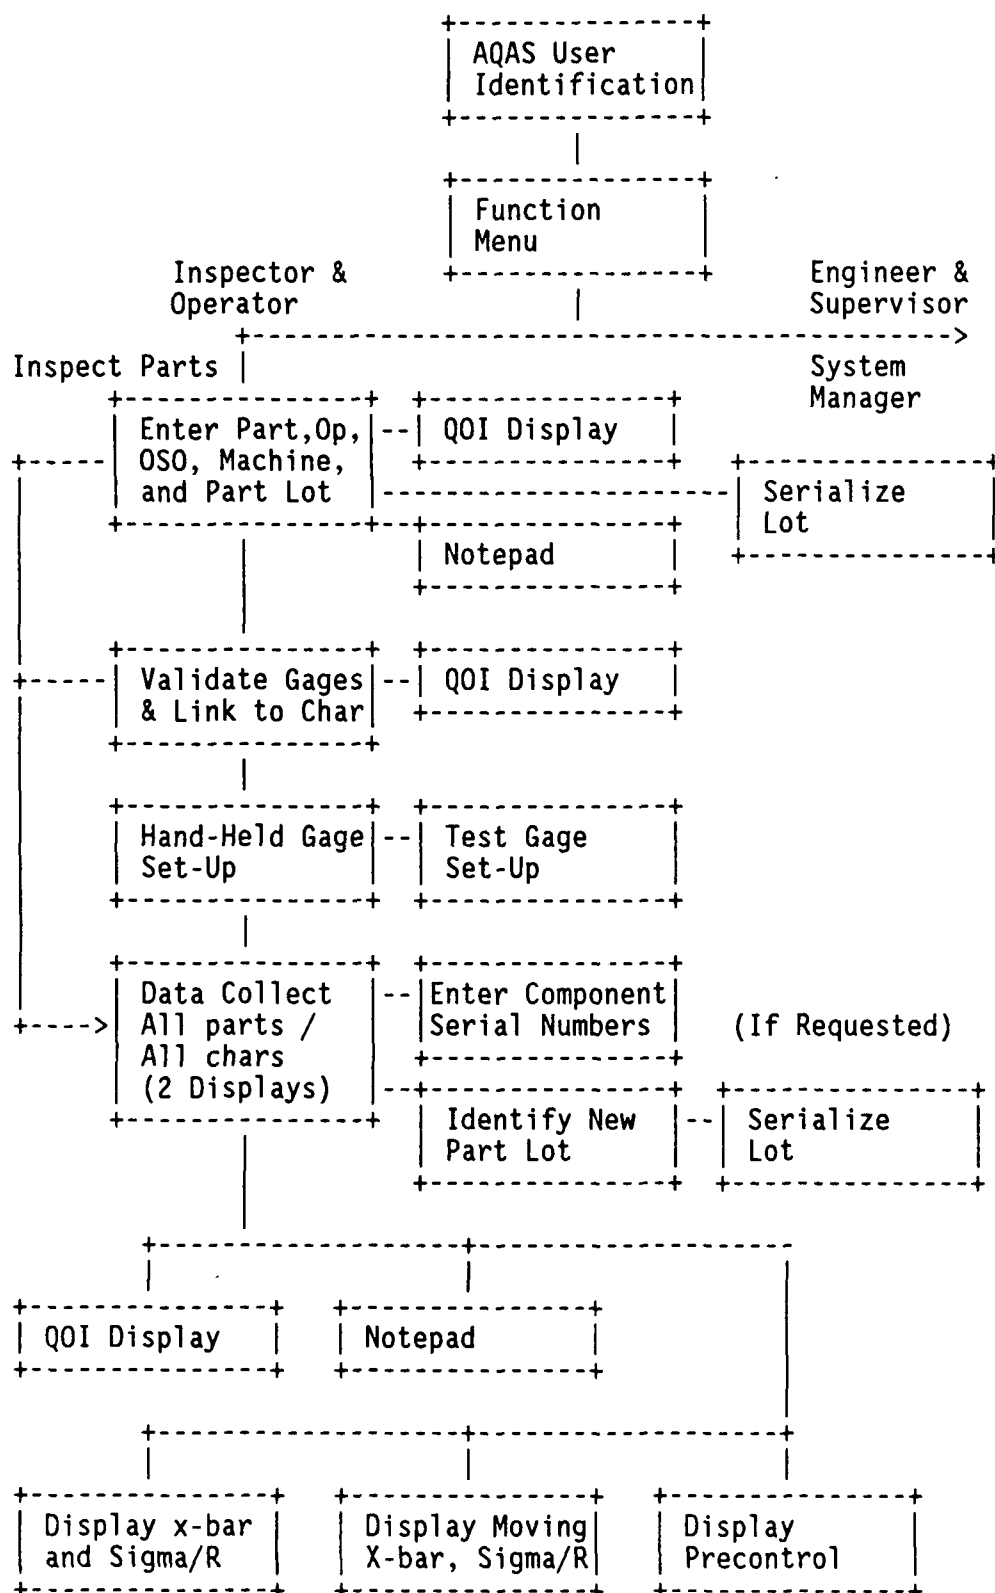 AQAS User
Identification
Function
Menu
Inspector &
Operator
Engineer &
Supervisor
Inspect Parts
System
Manager
Enter Part,Op,
OSO, Machine,
and Part Lot
QOI Display
Serialize
Lot
Notepad
Validate Gages
& Link to Char
QOI Display
Hand-Held Gage
Set-Up
Test Gage
Set-Up
Data Collect
All parts /
All chars
(2 Displays)
Enter Component
Serial Numbers
(If Requested)
Identify New
Part Lot
Serialize
Lot
QOI Display
Notepad
Display x-bar
and Sigma/R
Display Moving
X-bar, Sigma/R
Display
Precontrol